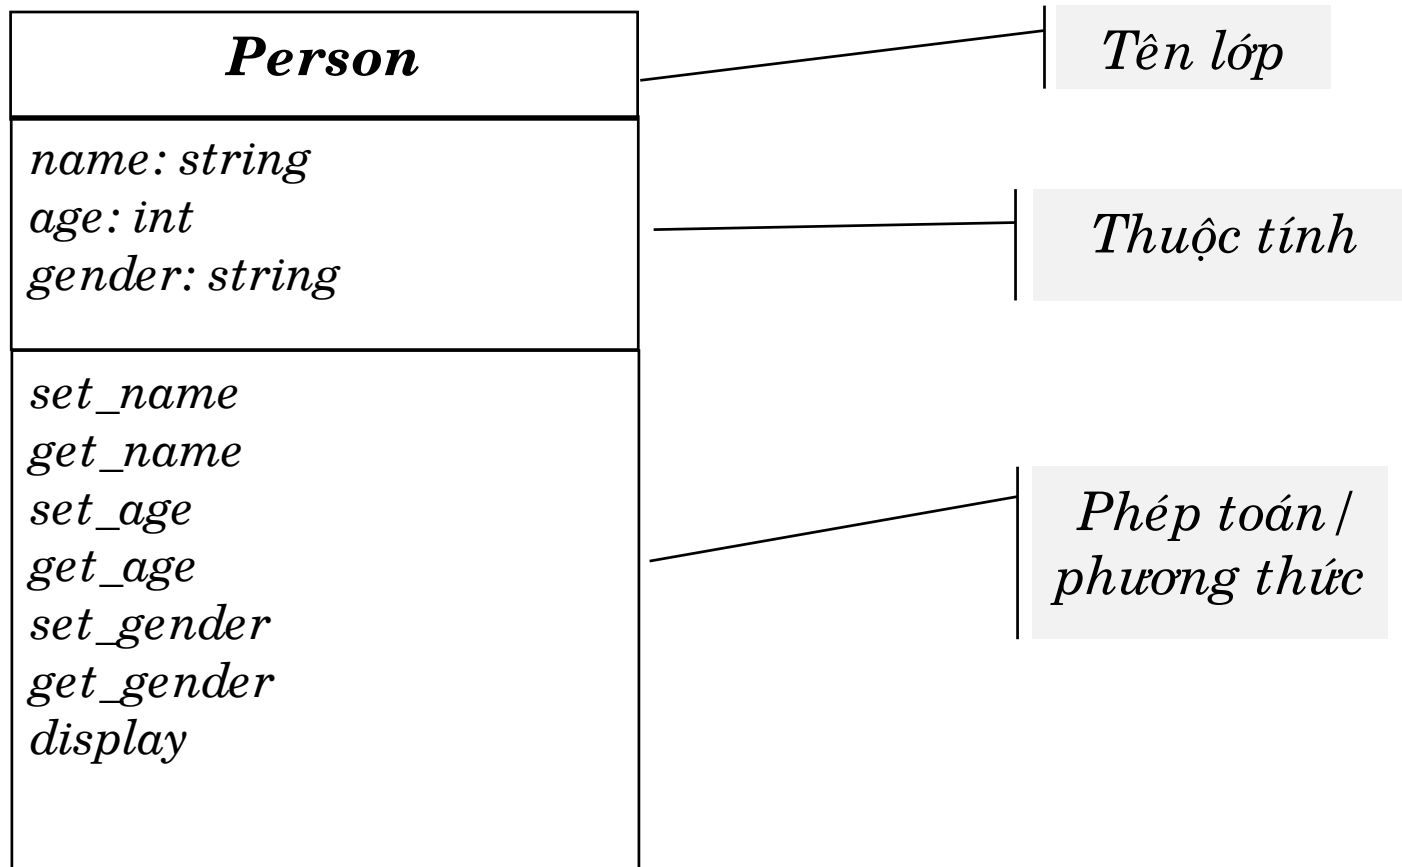 Person
Tên lớp
name: string
age: int
gender: string
Thuộc tính
set_name
get_name
set_age
get_age
set_gender
get_gender
display
Phép toán/
phương thức